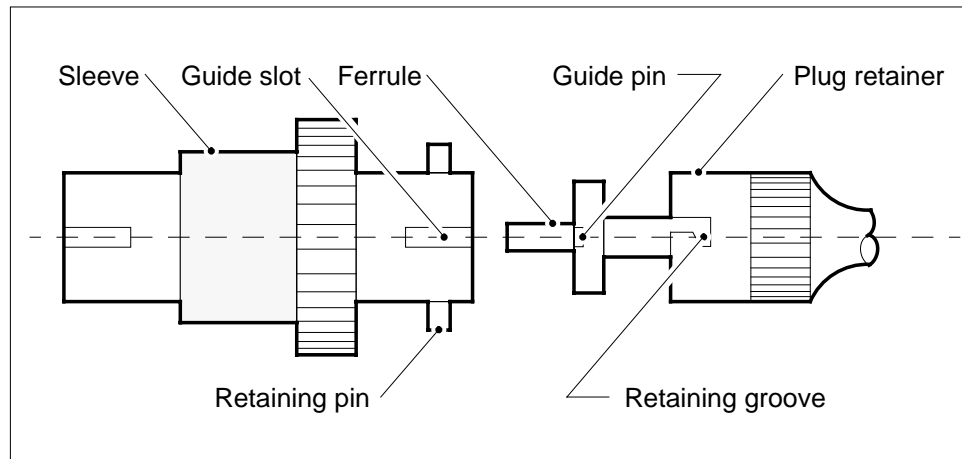 Sleeve
Guide slot
Ferrule
Guide pin
Plug retainer
Retaining pin
Retaining groove